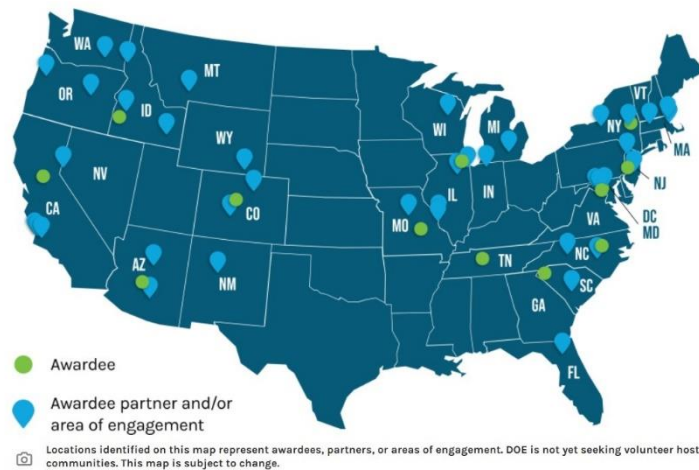 WA
MT
VT
OR
ID
WI
MI
NY
WY
MA
NV
NJ
IL
IN
CA
CO
MO
VA
DC
MD
AZ
NM
TN
NC
SC
GA
FL
Awardee
Awardee partner and/or
area of engagement
Locations identified on this map represent awardees, partners, or areas of engagement. DOE is not yet seeking volunteer host
communities. This map is subject to change.